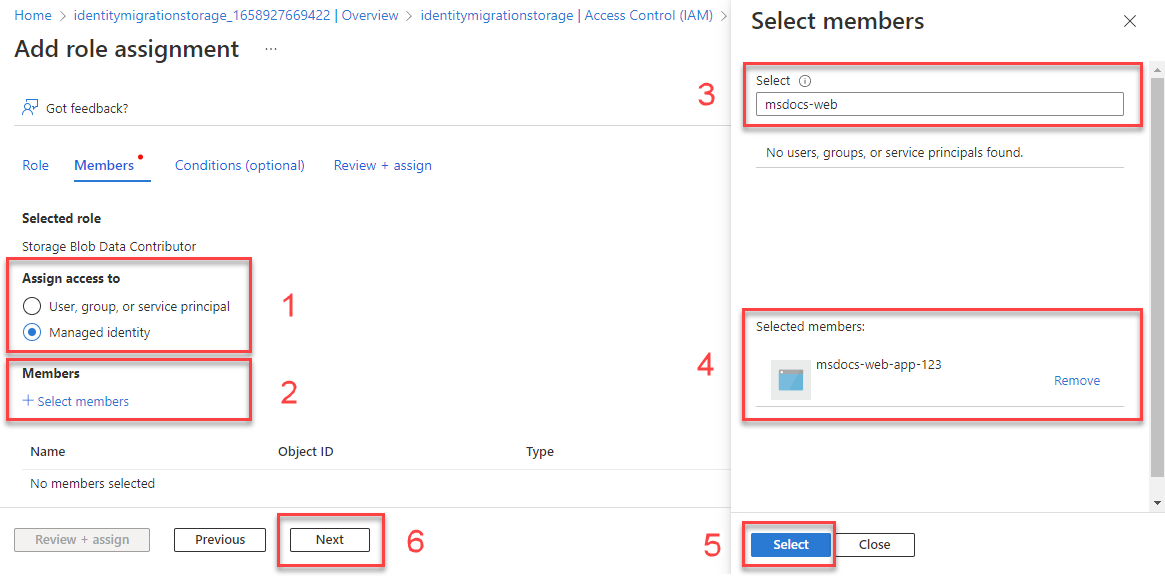 Home > identitymigrationstorage_1658927669422 | Overview > identitymigrationstorage | Access Control (IAM) >
Add role assignment ...
Got feedback?
Role Members Conditions (optional) Review + assign
Selected role
Storage Blob Data Contributor
Assign access to
User, group, or service principal
Managed identity
1
Members
+ Select members
2
Name Object ID Type
No members selected
Review + assign Previous Next
6
Select members
3
Select
msdocs-web
No users, groups, or service principals found.
4
Selected members:
msdocs-web-app-123
Remove
5
Select Close